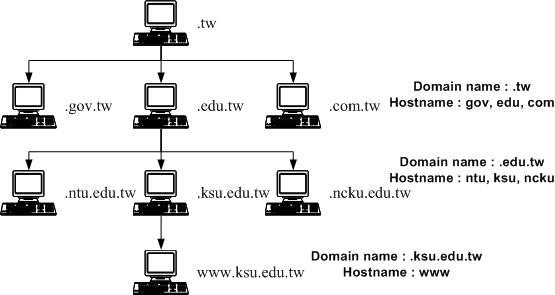 .tw
.gov.tw
.edu.tw
.com.tw
Domain name : .tw
Hostname : gov, edu, com
.ntu.edu.tw
.ksu.edu.tw
.ncku.edu.tw
Domain name : .edu.tw
Hostname : ntu, ksu, ncku
www.ksu.edu.tw
Domain name : .ksu.edu.tw
Hostname : www